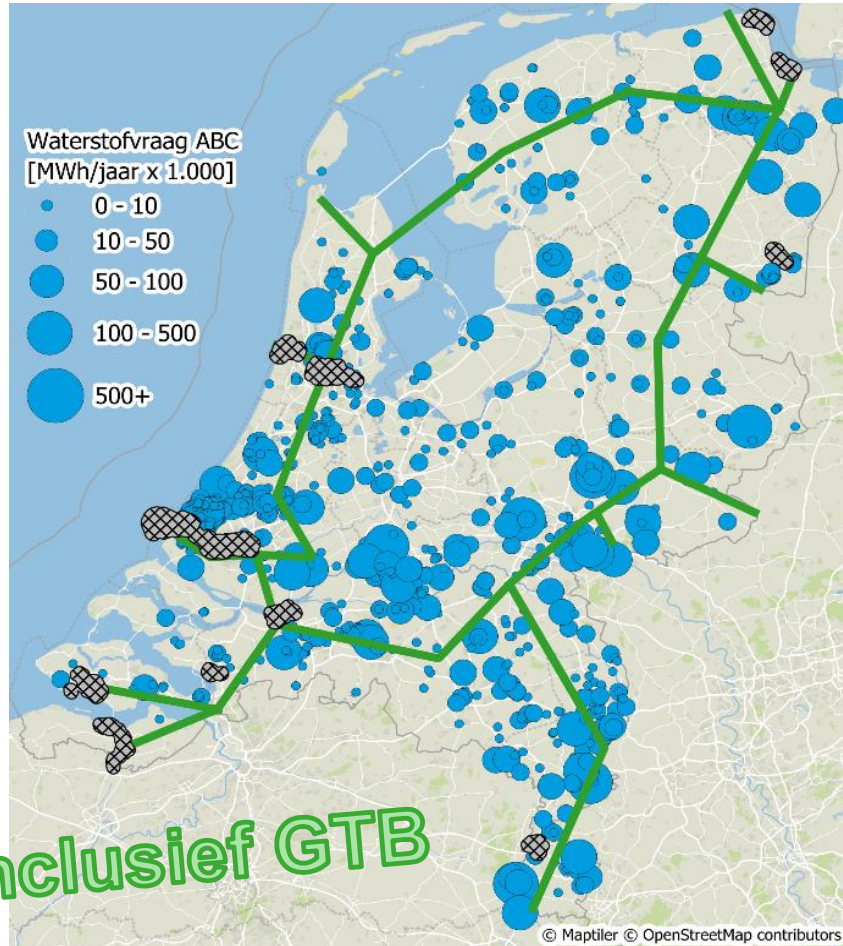 Waterstofvraag ABC
[MWh/jaar x 1.000]
0 - 10
10 - 50
50 - 100
100 - 500
500+
nclusief GTB
© Maptiler © OpenStreetMap contributors